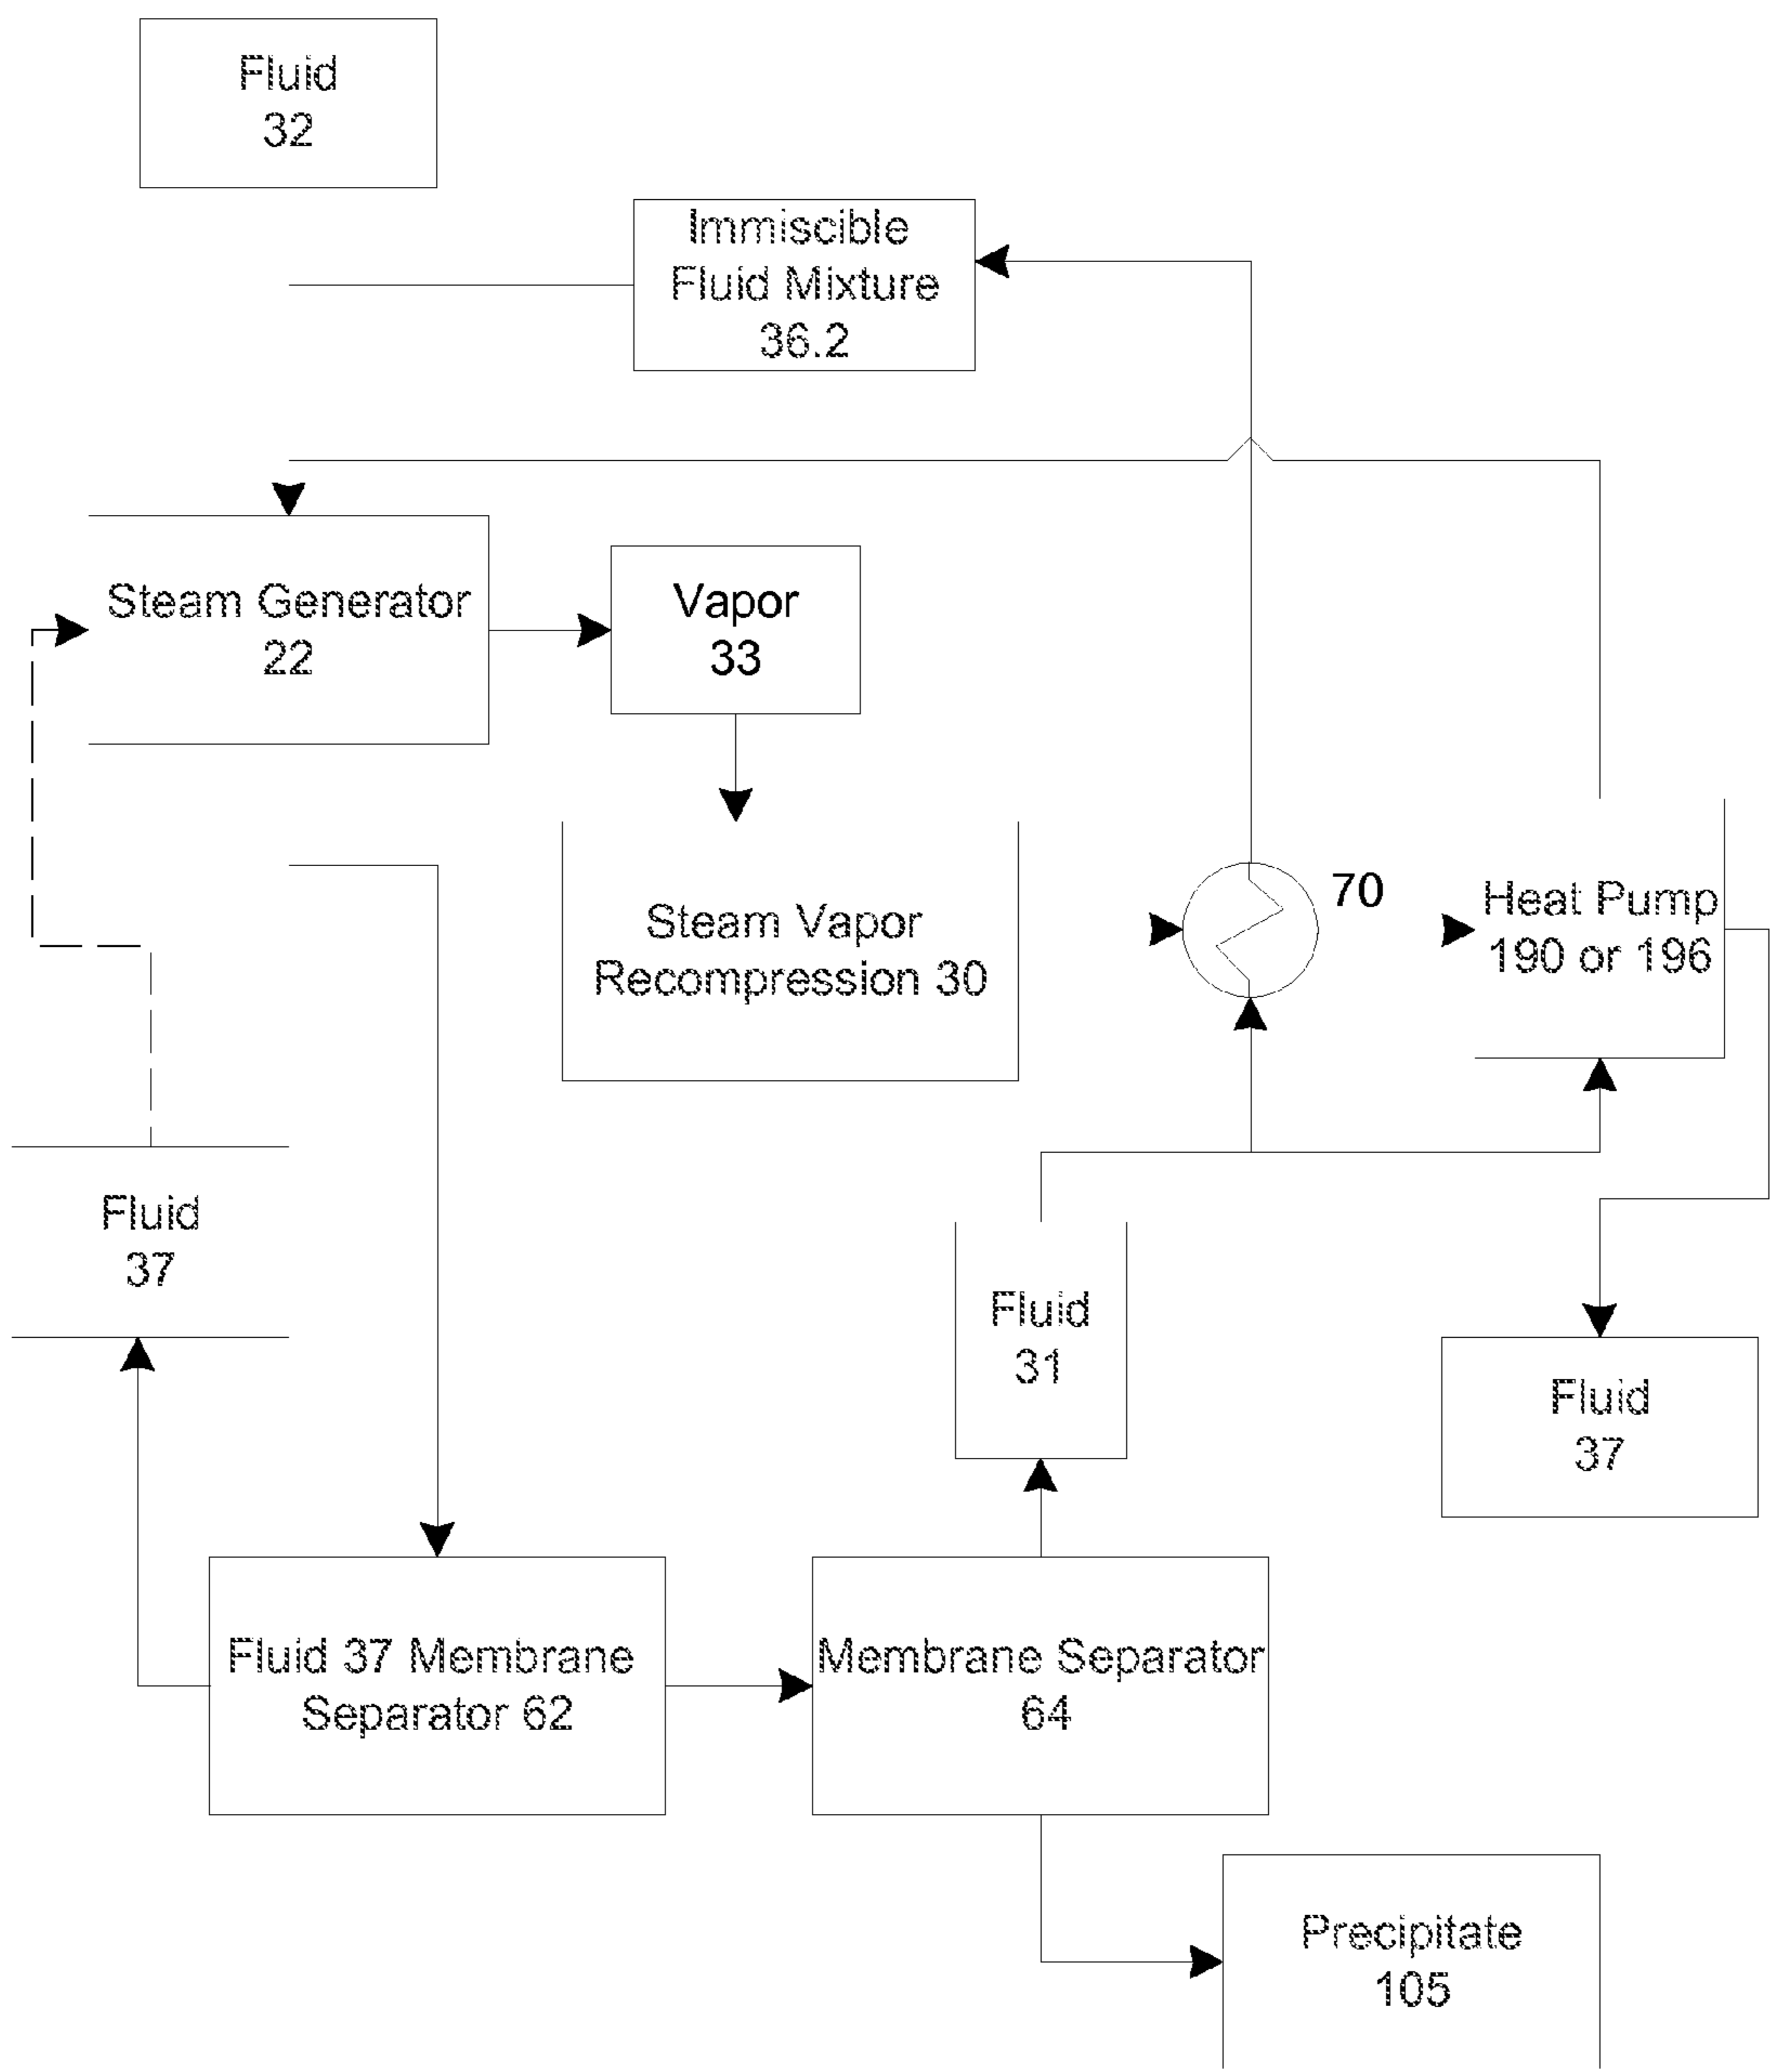 Fluid
32
Immiscible
Fluid Mixture
36.2
Steam Generator
22
Vapor
33
Steam Vapor
Recompression 30
70
Heat Pump
190 or 196
Fluid
37
Fluid
31
Fluid
37
Fluid 37 Membrane
Separator 62
Membrane Separator
64
Precipitate
105